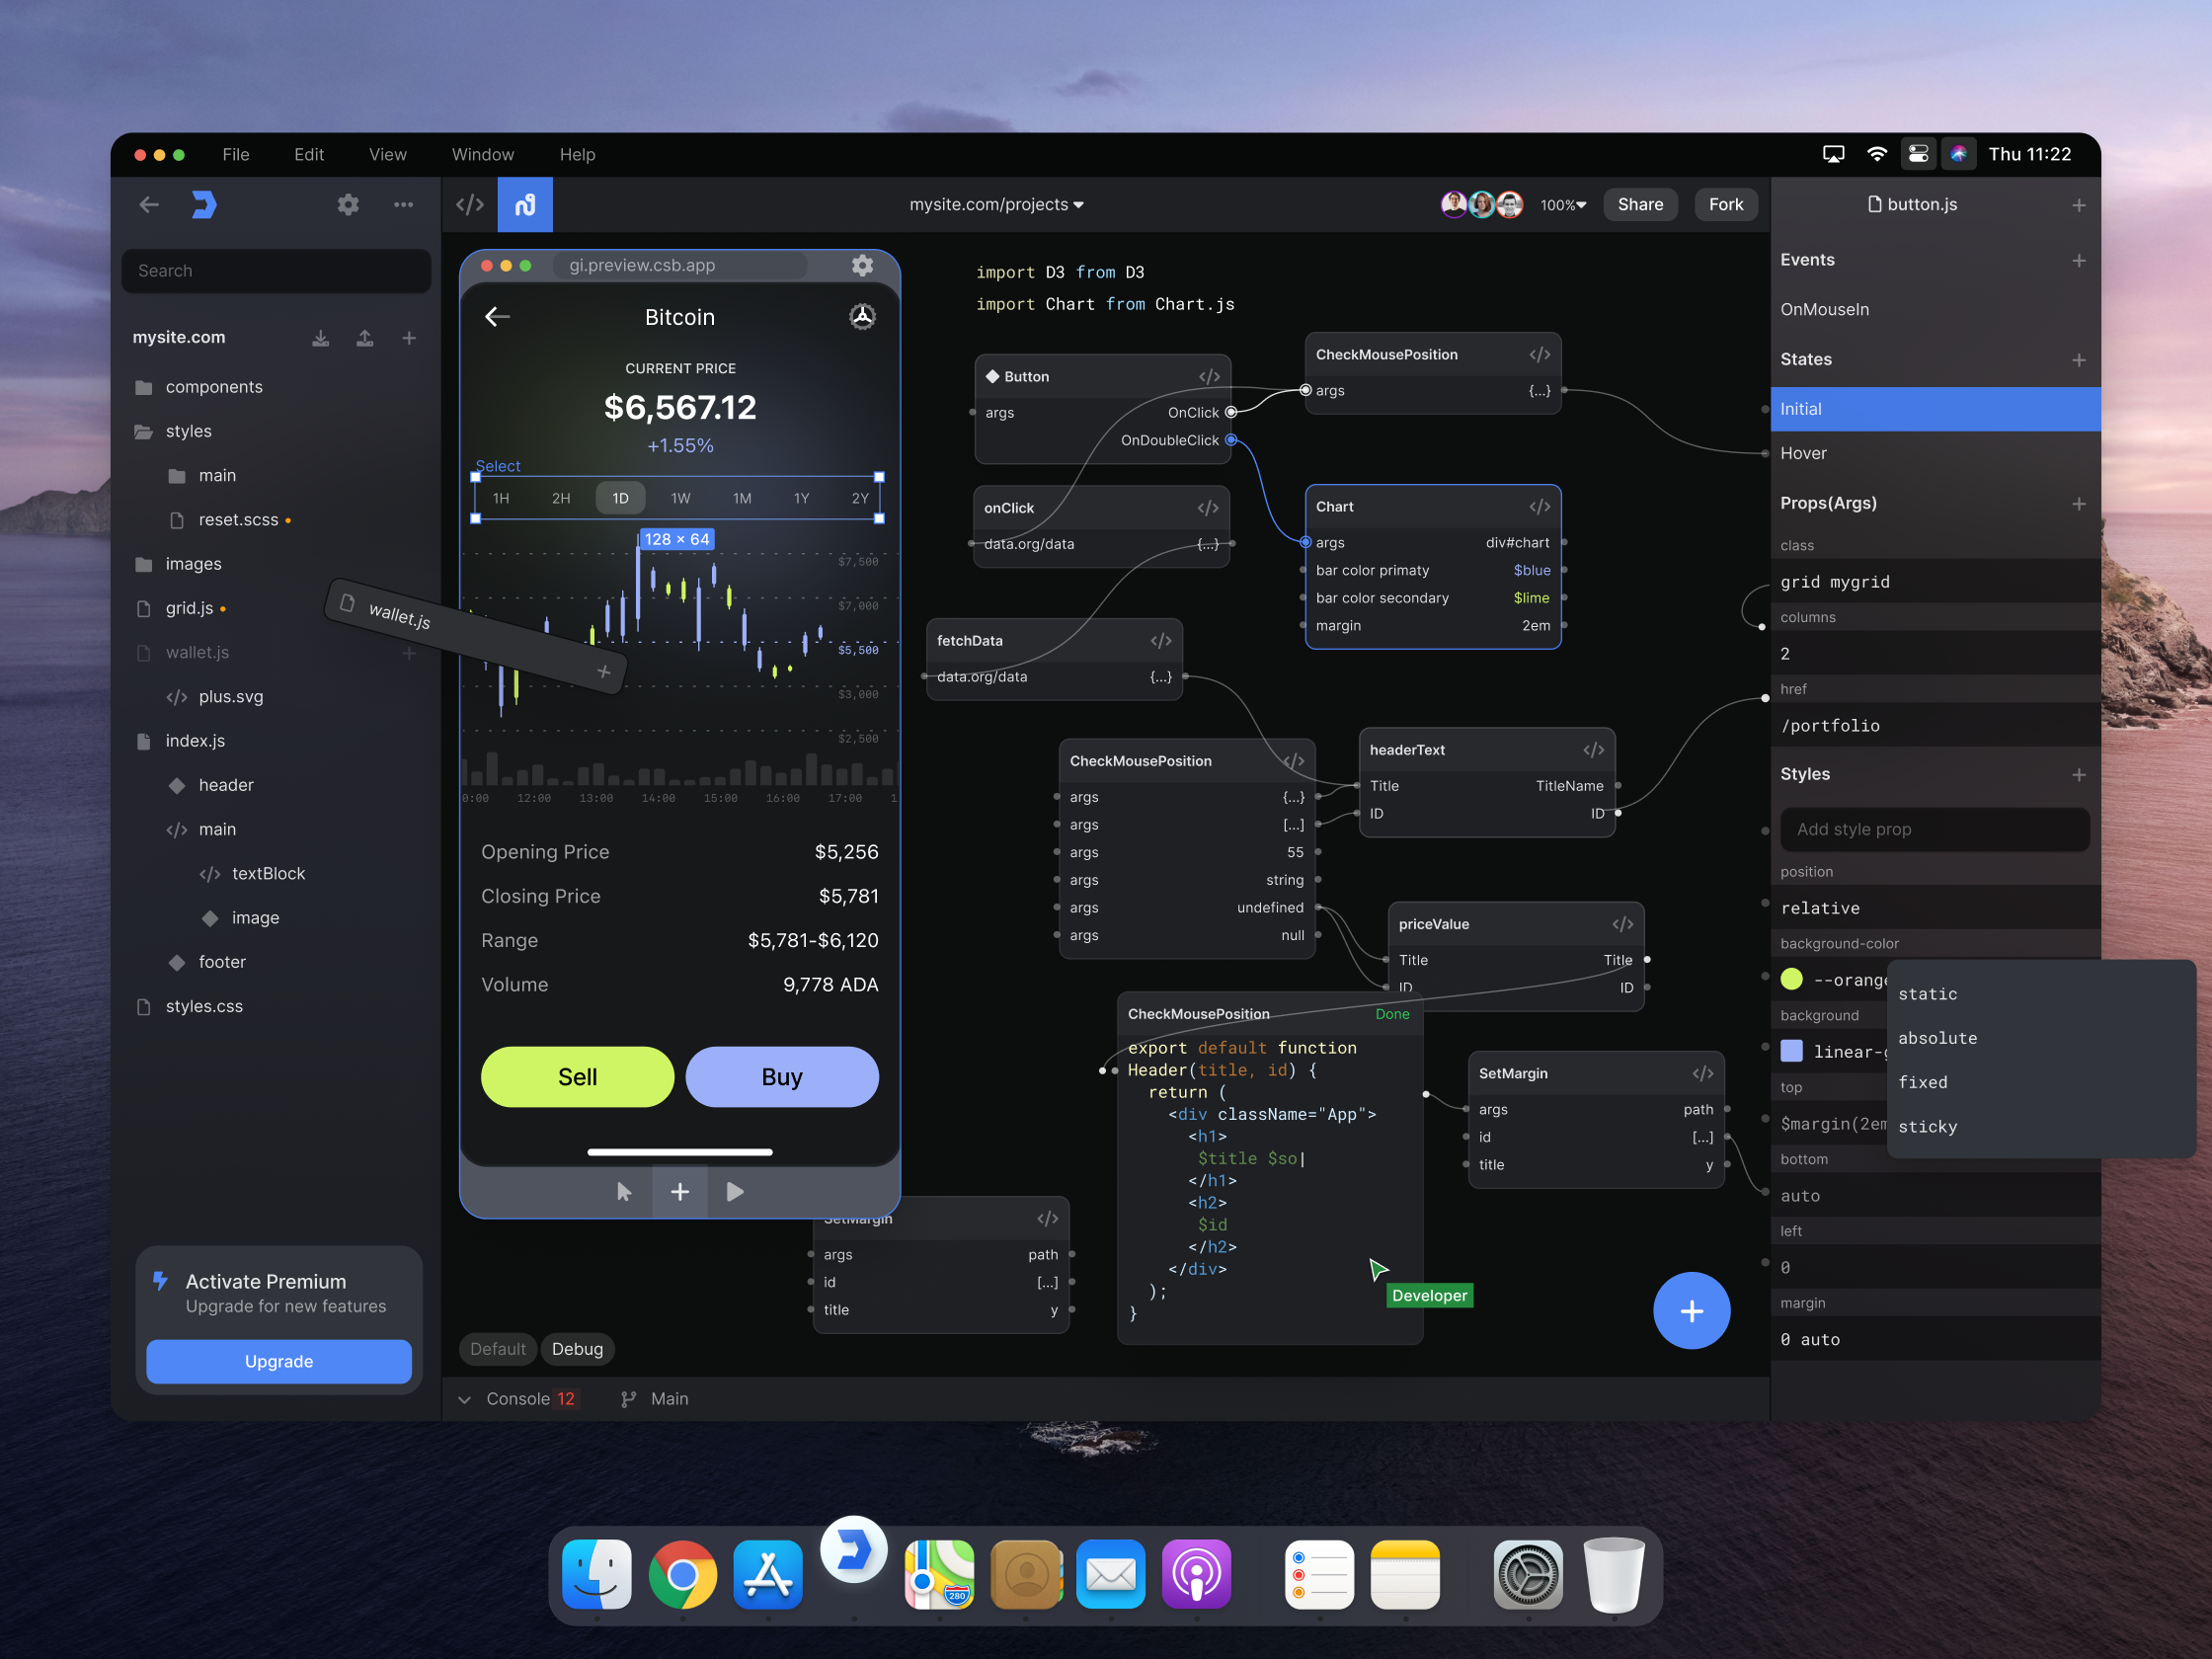 File Edit View Window Help
Thu 11:22
mysite.com/projects
100%
Share
Fork
button.js
Search
mysite.com
components
styles
main
reset.scss
images
grid.js
wallet.js
plus.svg
index.js
header
main
textBlock
image
footer
styles.css
wallet.js
Activate Premium
Upgrade for new features
Upgrade
gi.preview.csb.app
Bitcoin
CURRENT PRICE
$6,567.12
+1.55%
Select
1H 2H 1D 1W 1M 1Y 2Y
128 × 64
$7,500
$7,000
$5,500
$3,000
$2,500
0:00 12:00 13:00 14:00 15:00 16:00 17:00 1
Opening Price $5,256
Closing Price $5,781
Range $5,781-$6,120
Volume 9,778 ADA
Sell
Buy
Default
Debug
Console 12
Main
import D3 from D3
import Chart from Chart.js
Button
args OnClick
OnDoubleClick
CheckMousePosition
args {...}
onClick
data.org/data {...}
Chart
args div#chart
bar color primaty $blue
bar color secondary $lime
margin 2em
fetchData
data.org/data {...}
CheckMousePosition
args {...}
args [...]
args 55
args string
args undefined
args null
headerText
Title TitleName
ID ID
priceValue
Title Title
ID ID
CheckMousePosition Done
export default function
Header(title, id) {
return (
<div className="App">
<h1>
$title $so|
</h1>
<h2>
$id
</h2>
</div>
);
}
Developer
SetMargin
args path
id [...]
title y
SetMargin
args path
id [...]
title y
Events
OnMouseIn
States
Initial
Hover
Props(Args)
class
grid mygrid
columns
2
href
/portfolio
Styles
Add style prop
position
relative
background-color
--orange
background
linear-g
top
$margin(2em
bottom
auto
left
0
margin
0 auto
static
absolute
fixed
sticky
280